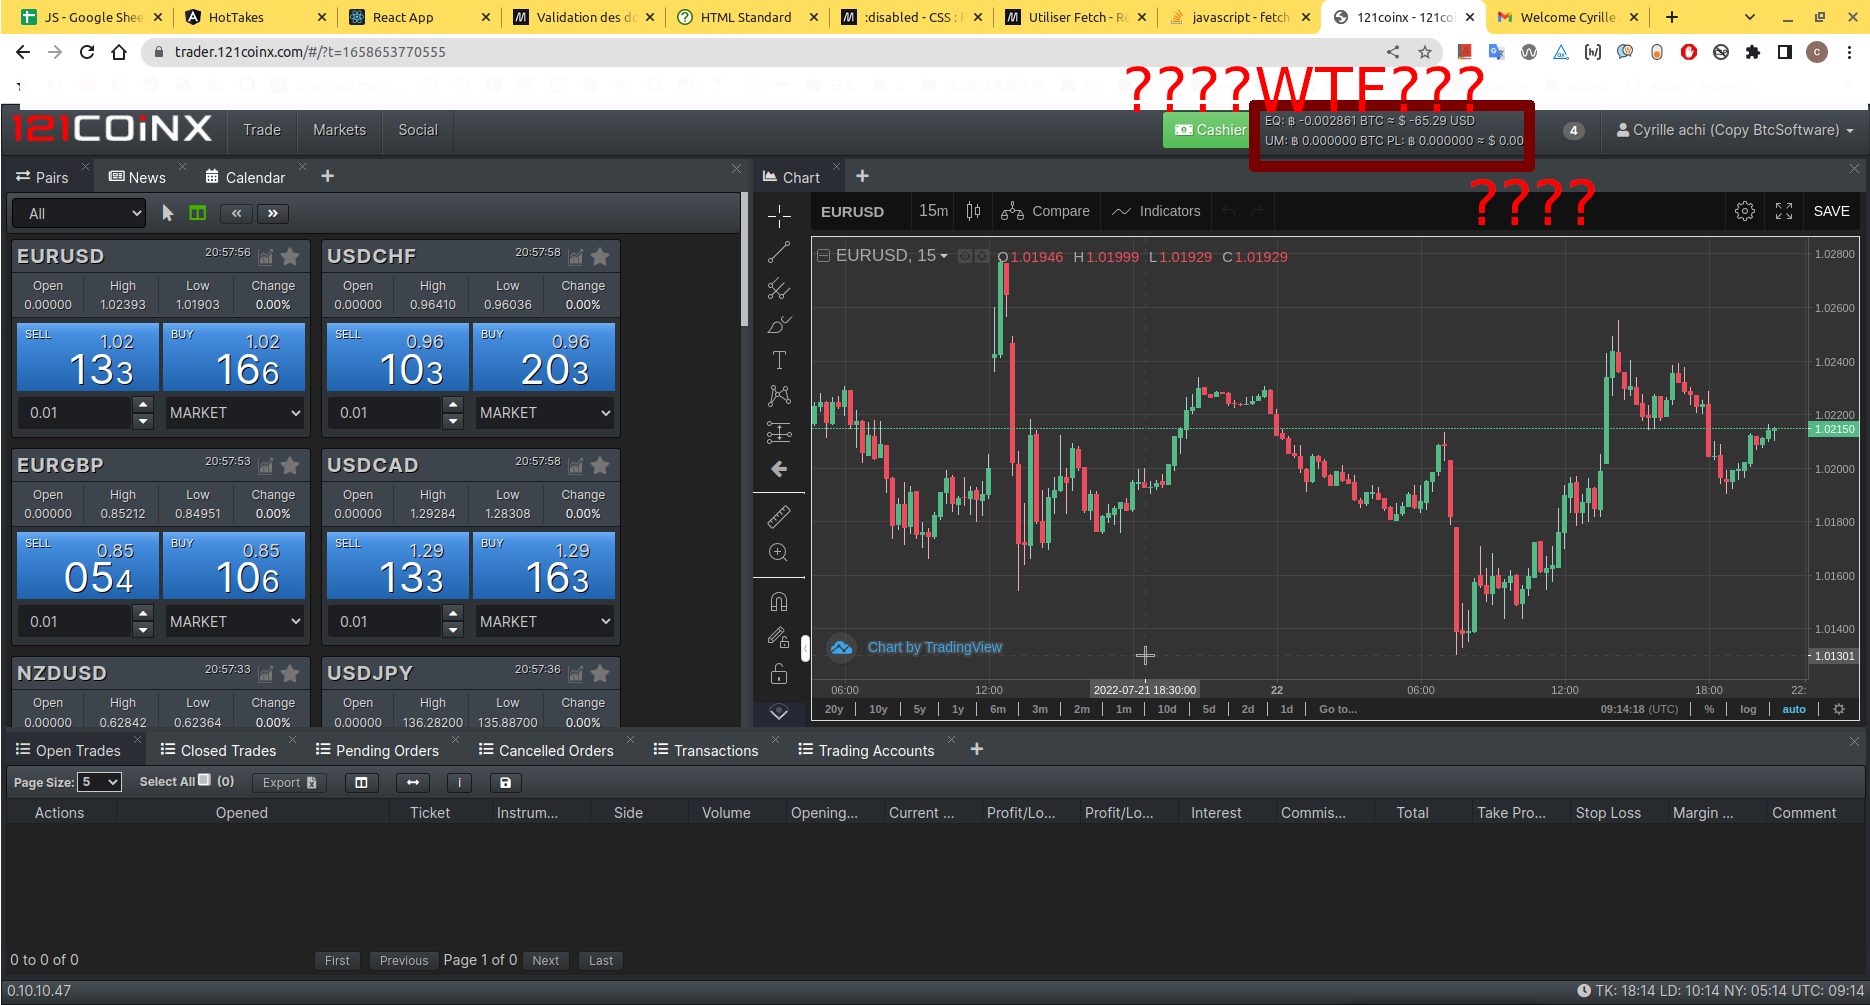 JS - Google Shee
HotTakes
React App
Validation des do
HTML Standard
:disabled - CSS : F
Utiliser Fetch - Ré
javascript - fetch
121coinx - 121coi
Welcome Cyrille
trader.121coinx.com/#/?t=1658653770555
????WTF???
121COINX
Trade
Markets
Social
Cashier
EQ: ฿ -0.002861 BTC ≈ $ -65.29 USD
UM: ฿ 0.000000 BTC PL: ฿ 0.000000 ≈ $ 0.00
4
Cyrille achi (Copy BtcSoftware)
????
Pairs
News
Calendar
Chart
All
EURUSD
15m
Compare
Indicators
SAVE
EURUSD, 15
O 1.01946 H 1.01999 L 1.01929 C 1.01929
EURUSD 20:57:56
Open High Low Change
0.00000 1.02393 1.01903 0.00%
SELL 1.02 133
BUY 1.02 166
0.01 MARKET
USDCHF 20:57:58
Open High Low Change
0.00000 0.96410 0.96036 0.00%
SELL 0.96 103
BUY 0.96 203
0.01 MARKET
EURGBP 20:57:53
Open High Low Change
0.00000 0.85212 0.84951 0.00%
SELL 0.85 054
BUY 0.85 106
0.01 MARKET
USDCAD 20:57:58
Open High Low Change
0.00000 1.29284 1.28308 0.00%
SELL 1.29 133
BUY 1.29 163
0.01 MARKET
NZDUSD 20:57:33
Open High Low Change
0.00000 0.62842 0.62364 0.00%
USDJPY 20:57:36
Open High Low Change
0.00000 136.28200 135.88700 0.00%
1.02800
1.02600
1.02400
1.02200
1.02150
1.02000
1.01800
1.01600
1.01400
1.01301
Chart by TradingView
06:00 12:00 2022-07-21 18:30:00 22 06:00 12:00 18:00 22:
20y 10y 5y 1y 6m 3m 2m 1m 10d 5d 2d 1d Go to... 09:14:18 (UTC) % log auto
Open Trades
Closed Trades
Pending Orders
Cancelled Orders
Transactions
Trading Accounts
Page Size: 5 Select All (0) Export i
Actions Opened Ticket Instrum... Side Volume Opening... Current ... Profit/Lo... Profit/Lo... Interest Commis... Total Take Pro... Stop Loss Margin ... Comment
0 to 0 of 0
First Previous Page 1 of 0 Next Last
0.10.10.47
TK: 18:14 LD: 10:14 NY: 05:14 UTC: 09:14